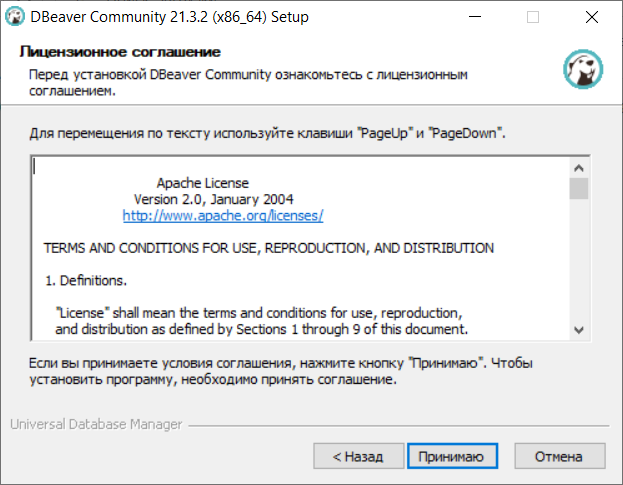 DBeaver Community 21.3.2 (x86_64) Setup
Лицензионное соглашение
Перед установкой DBeaver Community ознакомьтесь с лицензионным
соглашением.
Для перемещения по тексту используйте клавиши "PageUp" и "PageDown".
Apache License
Version 2.0, January 2004
http://www.apache.org/licenses/
TERMS AND CONDITIONS FOR USE, REPRODUCTION, AND DISTRIBUTION
1. Definitions.
"License" shall mean the terms and conditions for use, reproduction,
and distribution as defined by Sections 1 through 9 of this document.
Если вы принимаете условия соглашения, нажмите кнопку "Принимаю". Чтобы
установить программу, необходимо принять соглашение.
Universal Database Manager
< Назад Принимаю Отмена